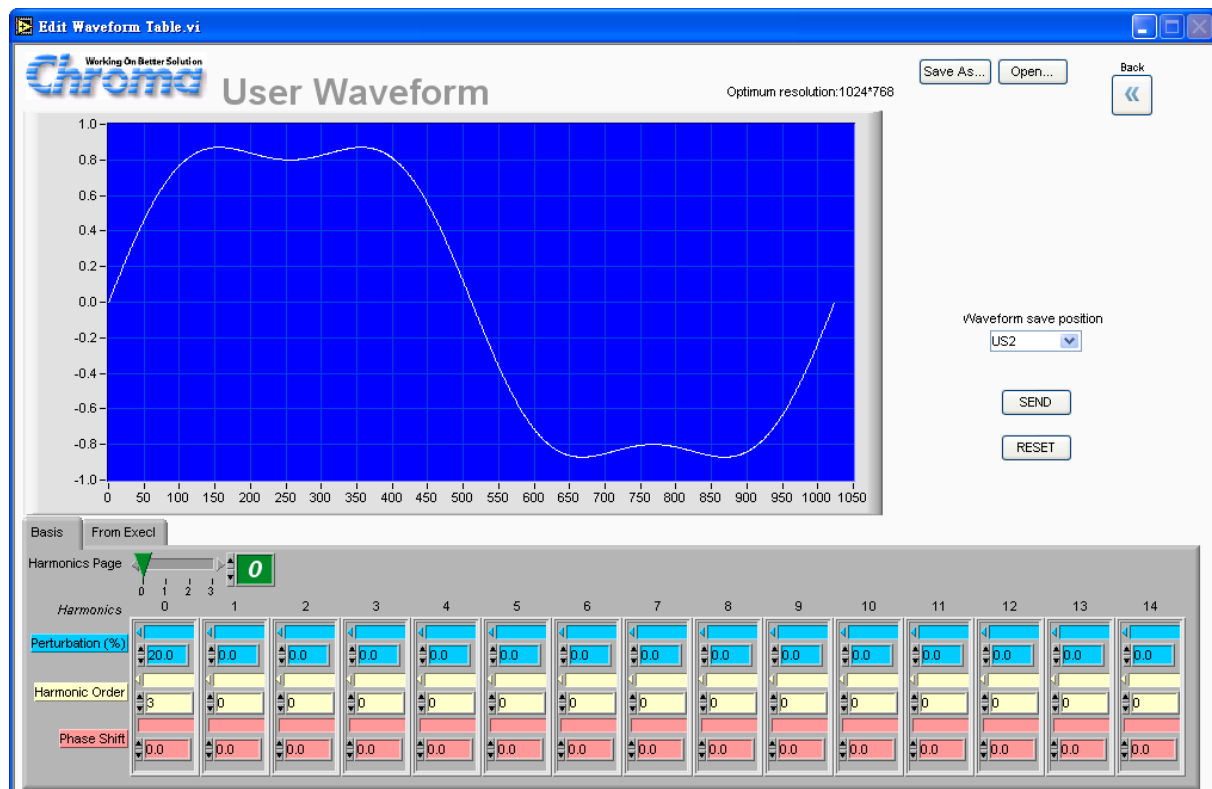 Edit Waveform Table.vi
Working On Better Solution
Chroma
User Waveform
Optimum resolution:1024*768
Save As...
Open...
Back
1.0
0.8
0.6
0.4
0.2
0.0
-0.2
-0.4
-0.6
-0.8
-1.0
0 50 100 150 200 250 300 350 400 450 500 550 600 650 700 750 800 850 900 950 1000 1050
Waveform save position
US2
SEND
RESET
Basis From Execl
Harmonics Page
0 1 2 3
0
Harmonics 0 1 2 3 4 5 6 7 8 9 10 11 12 13 14
Perturbation (%) 20.0 0.0 0.0 0.0 0.0 0.0 0.0 0.0 0.0 0.0 0.0 0.0 0.0 0.0 0.0
Harmonic Order 3 0 0 0 0 0 0 0 0 0 0 0 0 0 0
Phase Shift 0.0 0.0 0.0 0.0 0.0 0.0 0.0 0.0 0.0 0.0 0.0 0.0 0.0 0.0 0.0